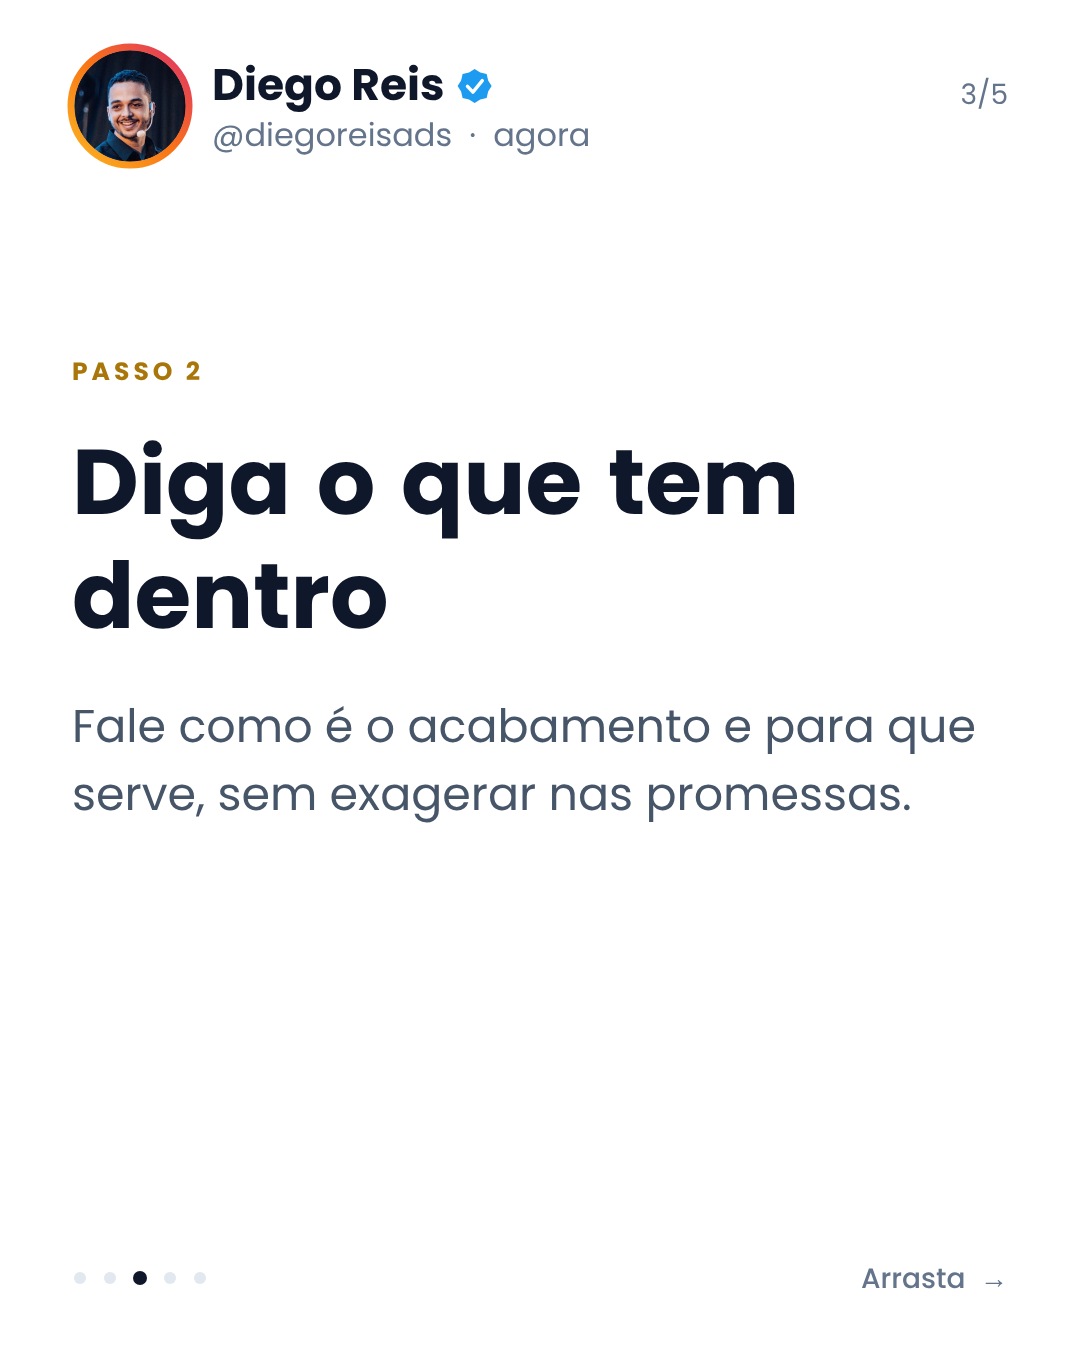 Diego Reis
@diegoreisads · agora
3/5
PASSO 2
Diga o que tem
dentro
Fale como é o acabamento e para que
serve, sem exagerar nas promessas.
Arrasta →